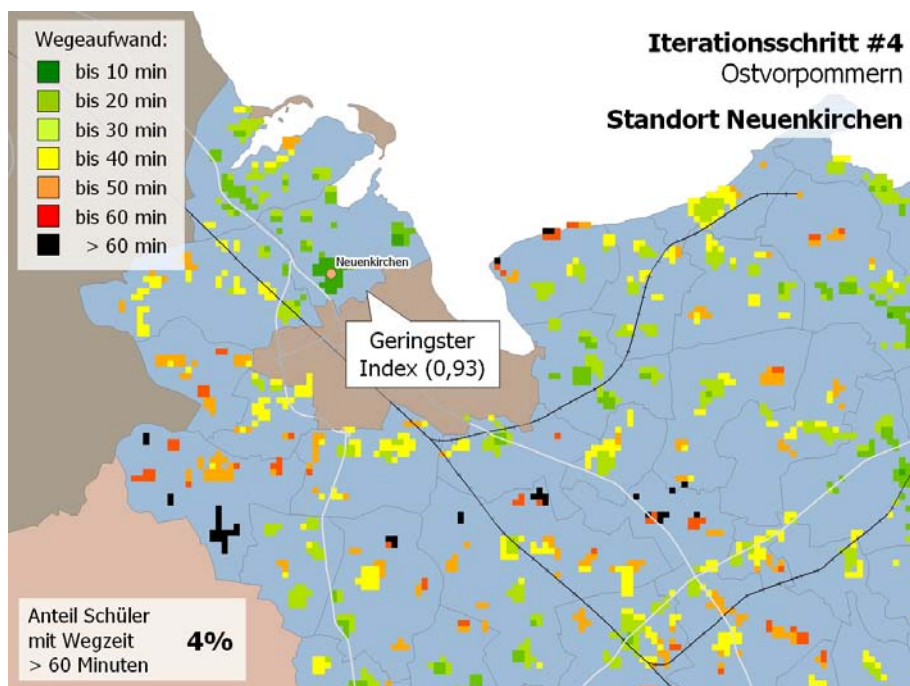 Wegeaufwand:
bis 10 min
bis 20 min
bis 30 min
bis 40 min
bis 50 min
bis 60 min
> 60 min
Iterationsschritt #4
Ostvorpommern
Standort Neuenkirchen
Neuenkirchen
Geringster
Index (0,93)
Anteil Schüler
mit Wegzeit
> 60 Minuten
4%